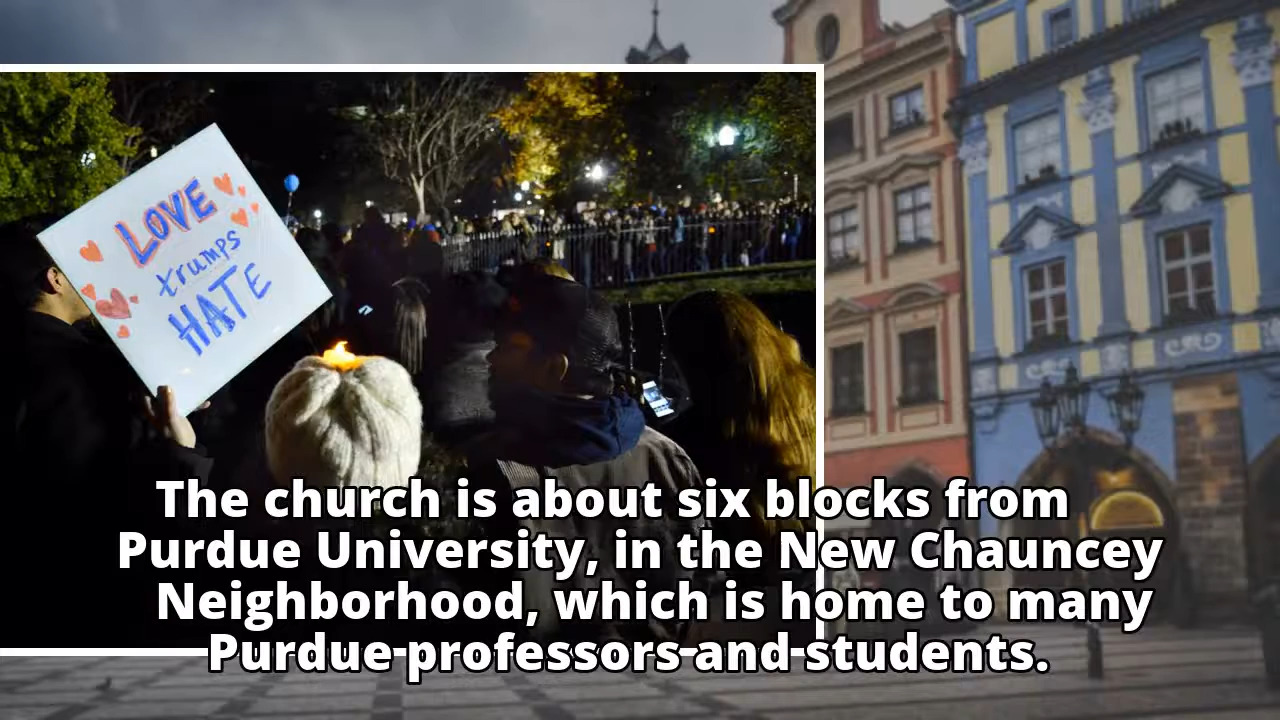 LOVE
trumps
HATE
The church is about six blocks from
Purdue University, in the New Chauncey
Neighborhood, which is home to many
Purdue professors and students.